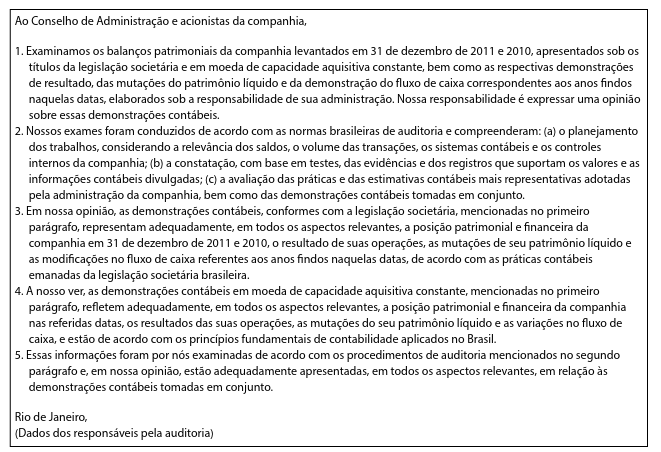 Ao Conselho de Administração e acionistas da companhia,
1. Examinamos os balanços patrimoniais da companhia levantados em 31 de dezembro de 2011 e 2010, apresentados sob os
títulos da legislação societária e em moeda de capacidade aquisitiva constante, bem como as respectivas demonstrações
de resultado, das mutações do patrimônio líquido e da demonstração do fluxo de caixa correspondentes aos anos findos
naquelas datas, elaborados sob a responsabilidade de sua administração. Nossa responsabilidade é expressar uma opinião
sobre essas demonstrações contábeis.
2. Nossos exames foram conduzidos de acordo com as normas brasileiras de auditoria e compreenderam: (a) o planejamento
dos trabalhos, considerando a relevância dos saldos, o volume das transações, os sistemas contábeis e os controles
internos da companhia; (b) a constatação, com base em testes, das evidências e dos registros que suportam os valores e as
informações contábeis divulgadas; (c) a avaliação das práticas e das estimativas contábeis mais representativas adotadas
pela administração da companhia, bem como das demonstrações contábeis tomadas em conjunto.
3. Em nossa opinião, as demonstrações contábeis, conformes com a legislação societária, mencionadas no primeiro
parágrafo, representam adequadamente, em todos os aspectos relevantes, a posição patrimonial e financeira da
companhia em 31 de dezembro de 2011 e 2010, o resultado de suas operações, as mutações de seu patrimônio líquido e
as modificações no fluxo de caixa referentes aos anos findos naquelas datas, de acordo com as práticas contábeis
emanadas da legislação societária brasileira.
4. A nosso ver, as demonstrações contábeis em moeda de capacidade aquisitiva constante, mencionadas no primeiro
parágrafo, refletem adequadamente, em todos os aspectos relevantes, a posição patrimonial e financeira da companhia
nas referidas datas, os resultados das suas operações, as mutações do seu patrimônio líquido e as variações no fluxo de
caixa, e estão de acordo com os princípios fundamentais de contabilidade aplicados no Brasil.
5. Essas informações foram por nós examinadas de acordo com os procedimentos de auditoria mencionados no segundo
parágrafo e, em nossa opinião, estão adequadamente apresentadas, em todos os aspectos relevantes, em relação às
demonstrações contábeis tomadas em conjunto.
Rio de Janeiro,
(Dados dos responsáveis pela auditoria)